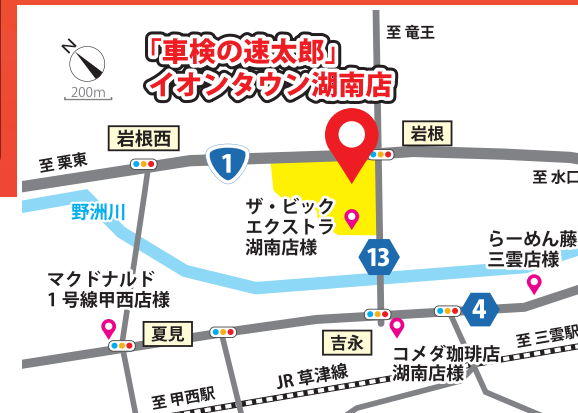 至 竜王
N
200m
「車検の速太郎」
イオンタウン湖南店
岩根西
岩根
至 栗東
1
至 水口
野洲川
ザ・ビック
エクストラ
湖南店様
13
らーめん藤
三雲店様
マクドナルド
1号線甲西店様
4
夏見
吉永
コメダ珈琲店
湖南店様
至 三雲駅
JR 草津線
至 甲西駅